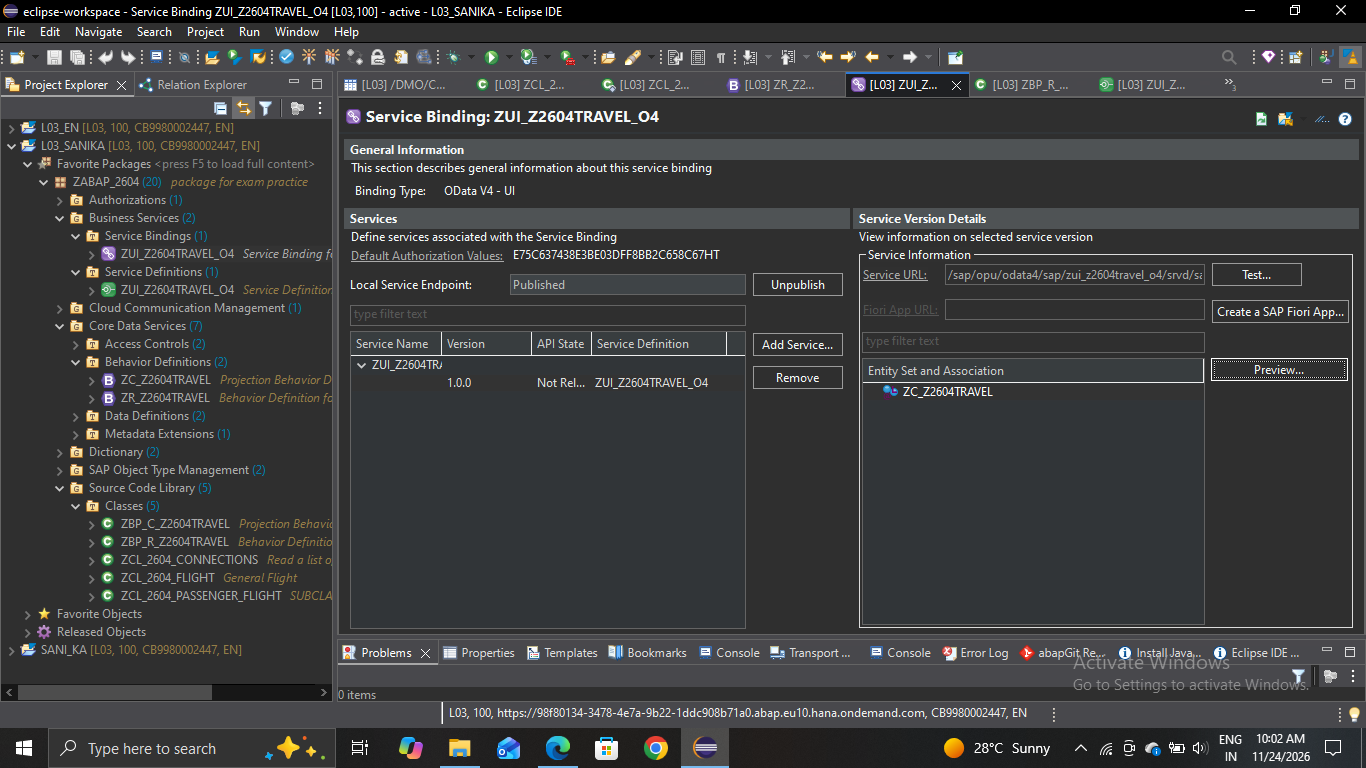 eclipse-workspace - Service Binding ZUI_Z2604TRAVEL_O4 [L03,100] - active - L03_SANIKA - Eclipse IDE
File Edit Navigate Search Project Run Window Help
Project Explorer
Relation Explorer
[L03] /DMO/C...
[L03] ZCL_2...
[L03] ZCL_2...
[L03] ZR_Z2...
[L03] ZUI_Z...
[L03] ZBP_R_...
[L03] ZUI_Z...
3
L03_EN [L03, 100, CB9980002447, EN]
L03_SANIKA [L03, 100, CB9980002447, EN]
Favorite Packages <press F5 to load full content>
ZABAP_2604 (20) package for exam practice
Authorizations (1)
Business Services (2)
Service Bindings (1)
ZUI_Z2604TRAVEL_O4 Service Binding fo
Service Definitions (1)
ZUI_Z2604TRAVEL_O4 Service Definition
Cloud Communication Management (1)
Core Data Services (7)
Access Controls (2)
Behavior Definitions (2)
ZC_Z2604TRAVEL Projection Behavior D
ZR_Z2604TRAVEL Behavior Definition fo
Data Definitions (2)
Metadata Extensions (1)
Dictionary (2)
SAP Object Type Management (2)
Source Code Library (5)
Classes (5)
ZBP_C_Z2604TRAVEL Projection Behavio
ZBP_R_Z2604TRAVEL Behavior Definitio
ZCL_2604_CONNECTIONS Read a list o
ZCL_2604_FLIGHT General Flight
ZCL_2604_PASSENGER_FLIGHT SUBCLA
Favorite Objects
Released Objects
SANI_KA [L03, 100, CB9980002447, EN]
Service Binding: ZUI_Z2604TRAVEL_O4
General Information
This section describes general information about this service binding
Binding Type: OData V4 - UI
Services
Define services associated with the Service Binding
Default Authorization Values: E75C637438E3BE03DFF8BB2C658C67HT
Local Service Endpoint: Published Unpublish
type filter text
Service Name Version API State Service Definition
ZUI_Z2604TRA
1.0.0 Not Rel... ZUI_Z2604TRAVEL_O4
Add Service...
Remove
Service Version Details
View information on selected service version
Service Information
Service URL: /sap/opu/odata4/sap/zui_z2604travel_o4/srvd/sa Test...
Fiori App URL: Create a SAP Fiori App...
type filter text
Entity Set and Association
ZC_Z2604TRAVEL
Preview...
Problems
Properties
Templates
Bookmarks
Console
Transport ...
Console
Error Log
abapGit Re...
Install Java...
Eclipse IDE ...
0 items
Activate Windows
Go to Settings to activate Windows.
L03, 100, https://98f80134-3478-4e7a-9b22-1ddc908b71a0.abap.eu10.hana.ondemand.com, CB9980002447, EN
Type here to search
28°C Sunny
ENG
IN
10:02 AM
11/24/2026